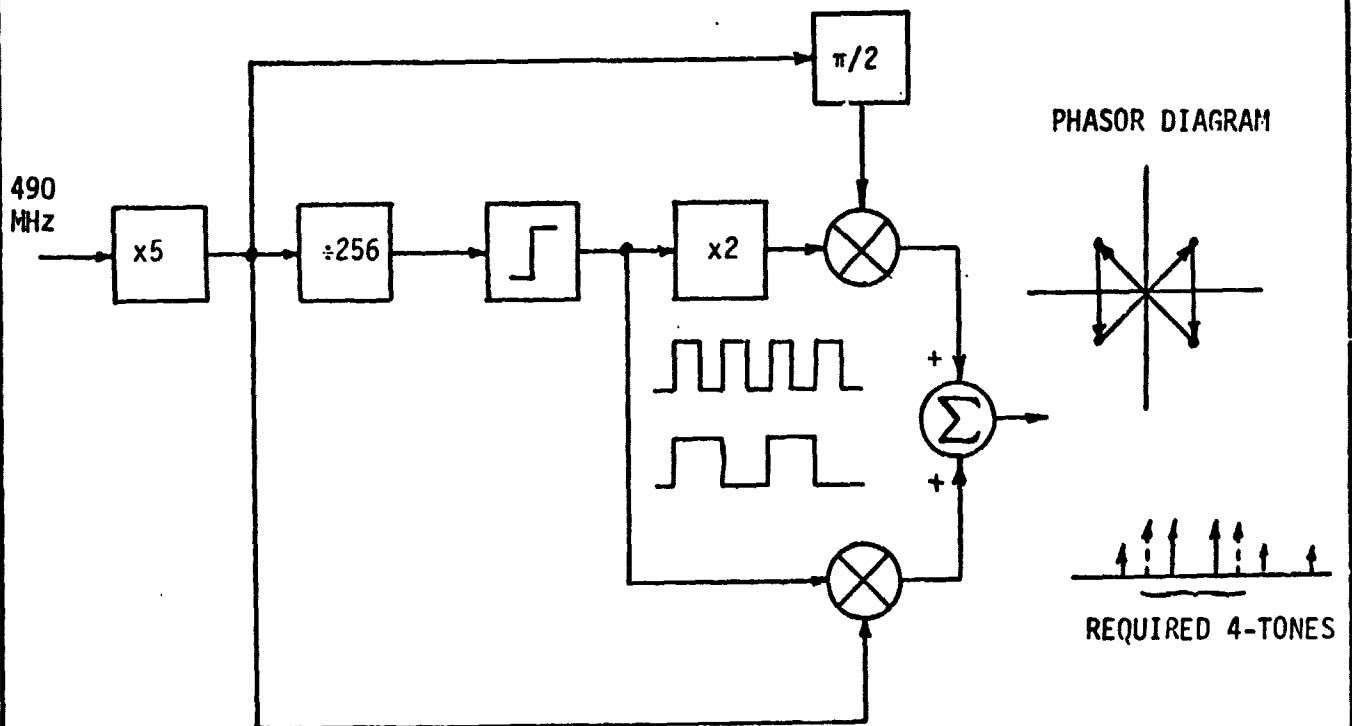 π/2
PHASOR DIAGRAM
490
MHz
x5
÷256
x2
+
Σ
+
REQUIRED 4-TONES